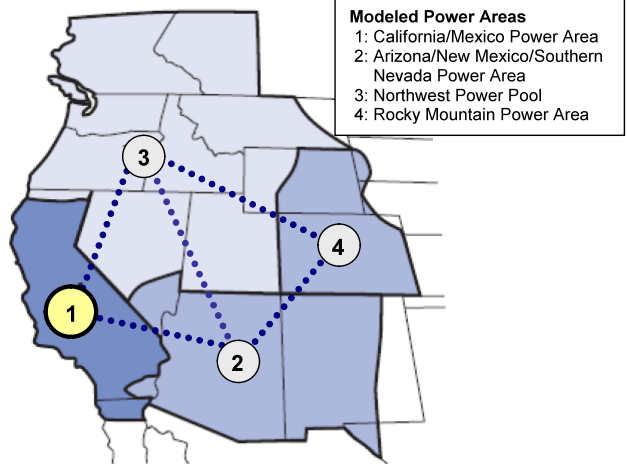 Modeled Power Areas
1: California/Mexico Power Area
2: Arizona/New Mexico/Southern
Nevada Power Area
3: Northwest Power Pool
4: Rocky Mountain Power Area
3
4
1
2